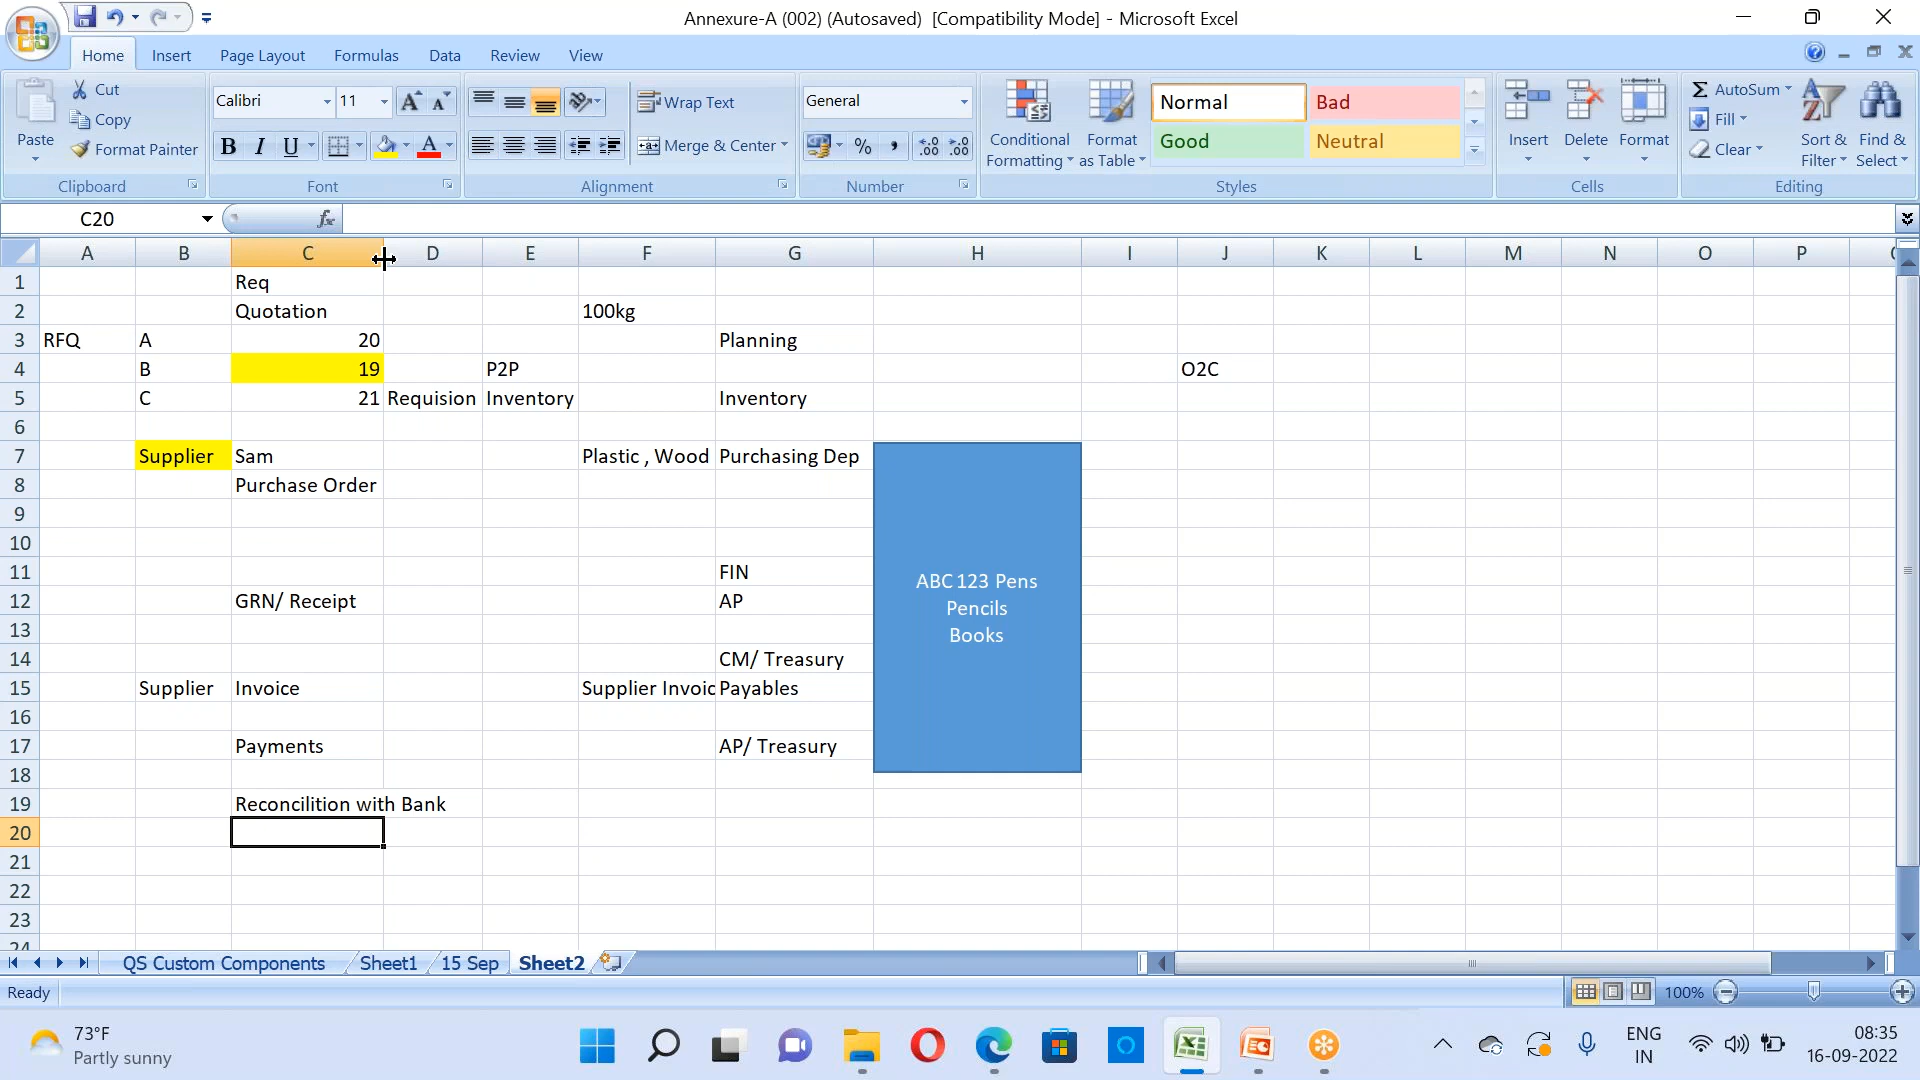 Annexure-A (002) (Autosaved)  [Compatibility Mode] - Microsoft Excel
Home Insert Page Layout Formulas Data Review View
Paste
Cut
Copy
Format Painter
Clipboard
Calibri 11
B I U
Font
Wrap Text
Merge & Center
Alignment
General
% ,
Number
Conditional Formatting
Format as Table
Normal Bad
Good Neutral
Styles
Insert Delete Format
Cells
Σ AutoSum
Fill
Clear
Sort & Filter
Find & Select
Editing
C20 fx
A B C D E F G H I J K L M N O P
1 Req
2 Quotation 100kg
3 RFQ A 20 Planning
4 B 19 P2P O2C
5 C 21 Requision Inventory Inventory
6
7 Supplier Sam Plastic , Wood Purchasing Dep
8 Purchase Order
9
10
11 FIN
12 GRN/ Receipt AP
13
14 CM/ Treasury
15 Supplier Invoice Supplier Invoic Payables
16
17 Payments AP/ Treasury
18
19 Reconcilition with Bank
20
21
22
23
24
ABC 123 Pens
Pencils
Books
QS Custom Components Sheet1 15 Sep Sheet2
Ready 100%
73°F
Partly sunny
ENG
IN
08:35
16-09-2022